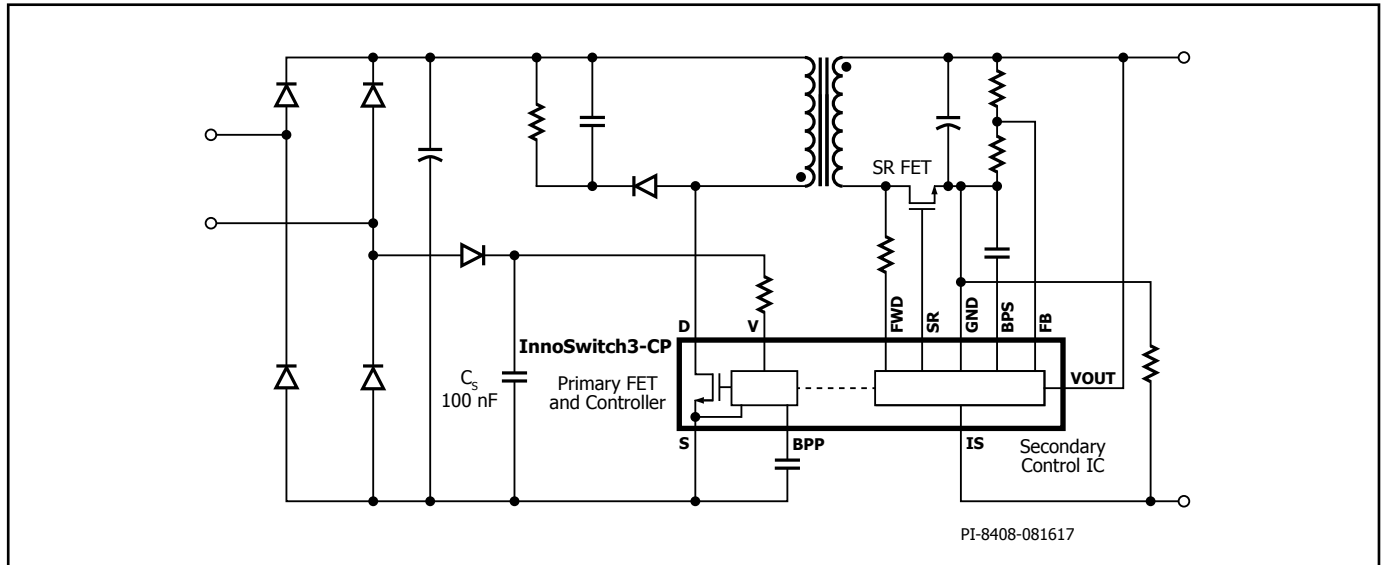 SR FET
FWD
SR
GND
BPS
FB
D
V
InnoSwitch3-CP
VOUT
Primary FET
and Controller
Cs
100 nF
S
BPP
IS
Secondary
Control IC
PI-8408-081617